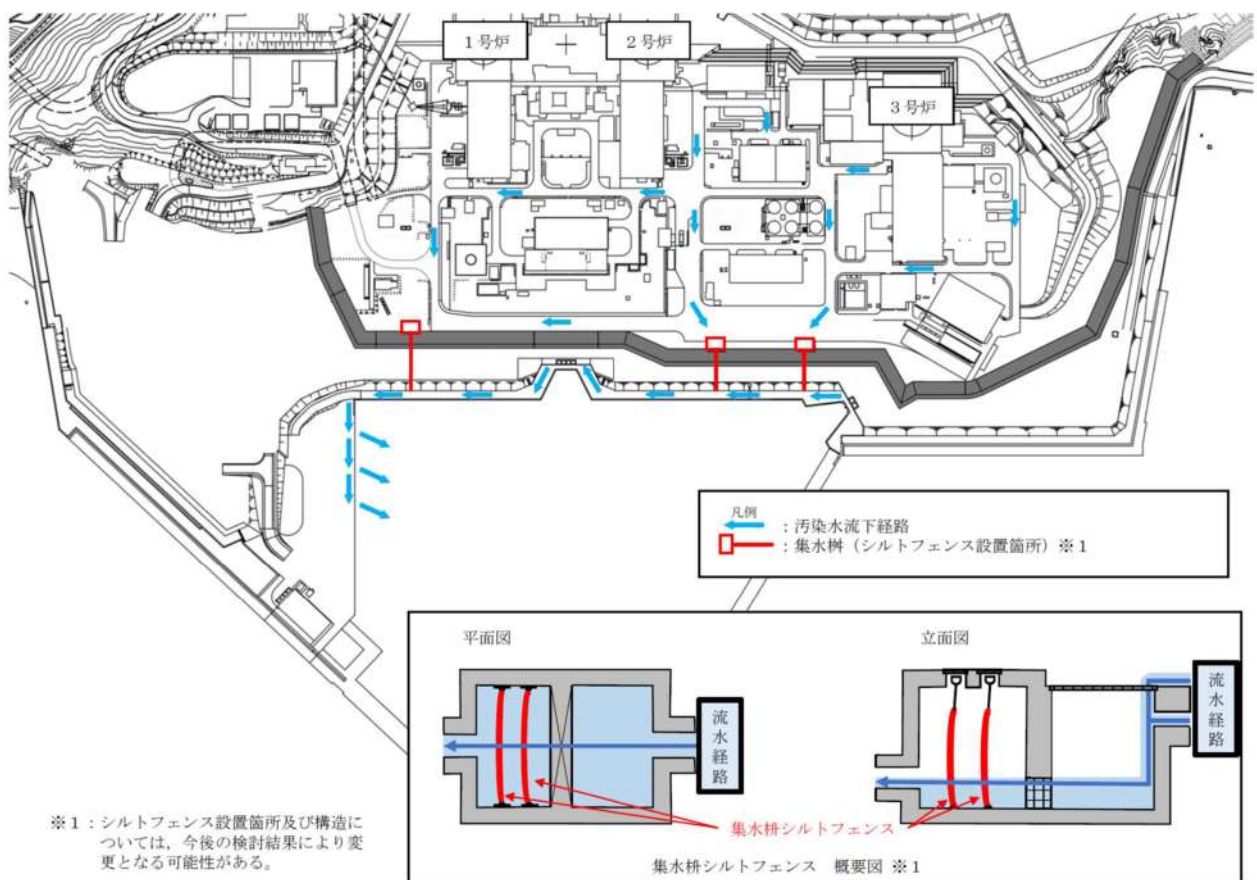 1号炉
2号炉
3号炉
凡例
：汚染水流下経路
：集水桝（シルトフェンス設置箇所）※1
平面図
立面図
流水経路
流水経路
集水枡シルトフェンス
集水枡シルトフェンス 概要図 ※1
※1：シルトフェンス設置箇所及び構造に
ついては，今後の検討結果により変
更となる可能性がある。